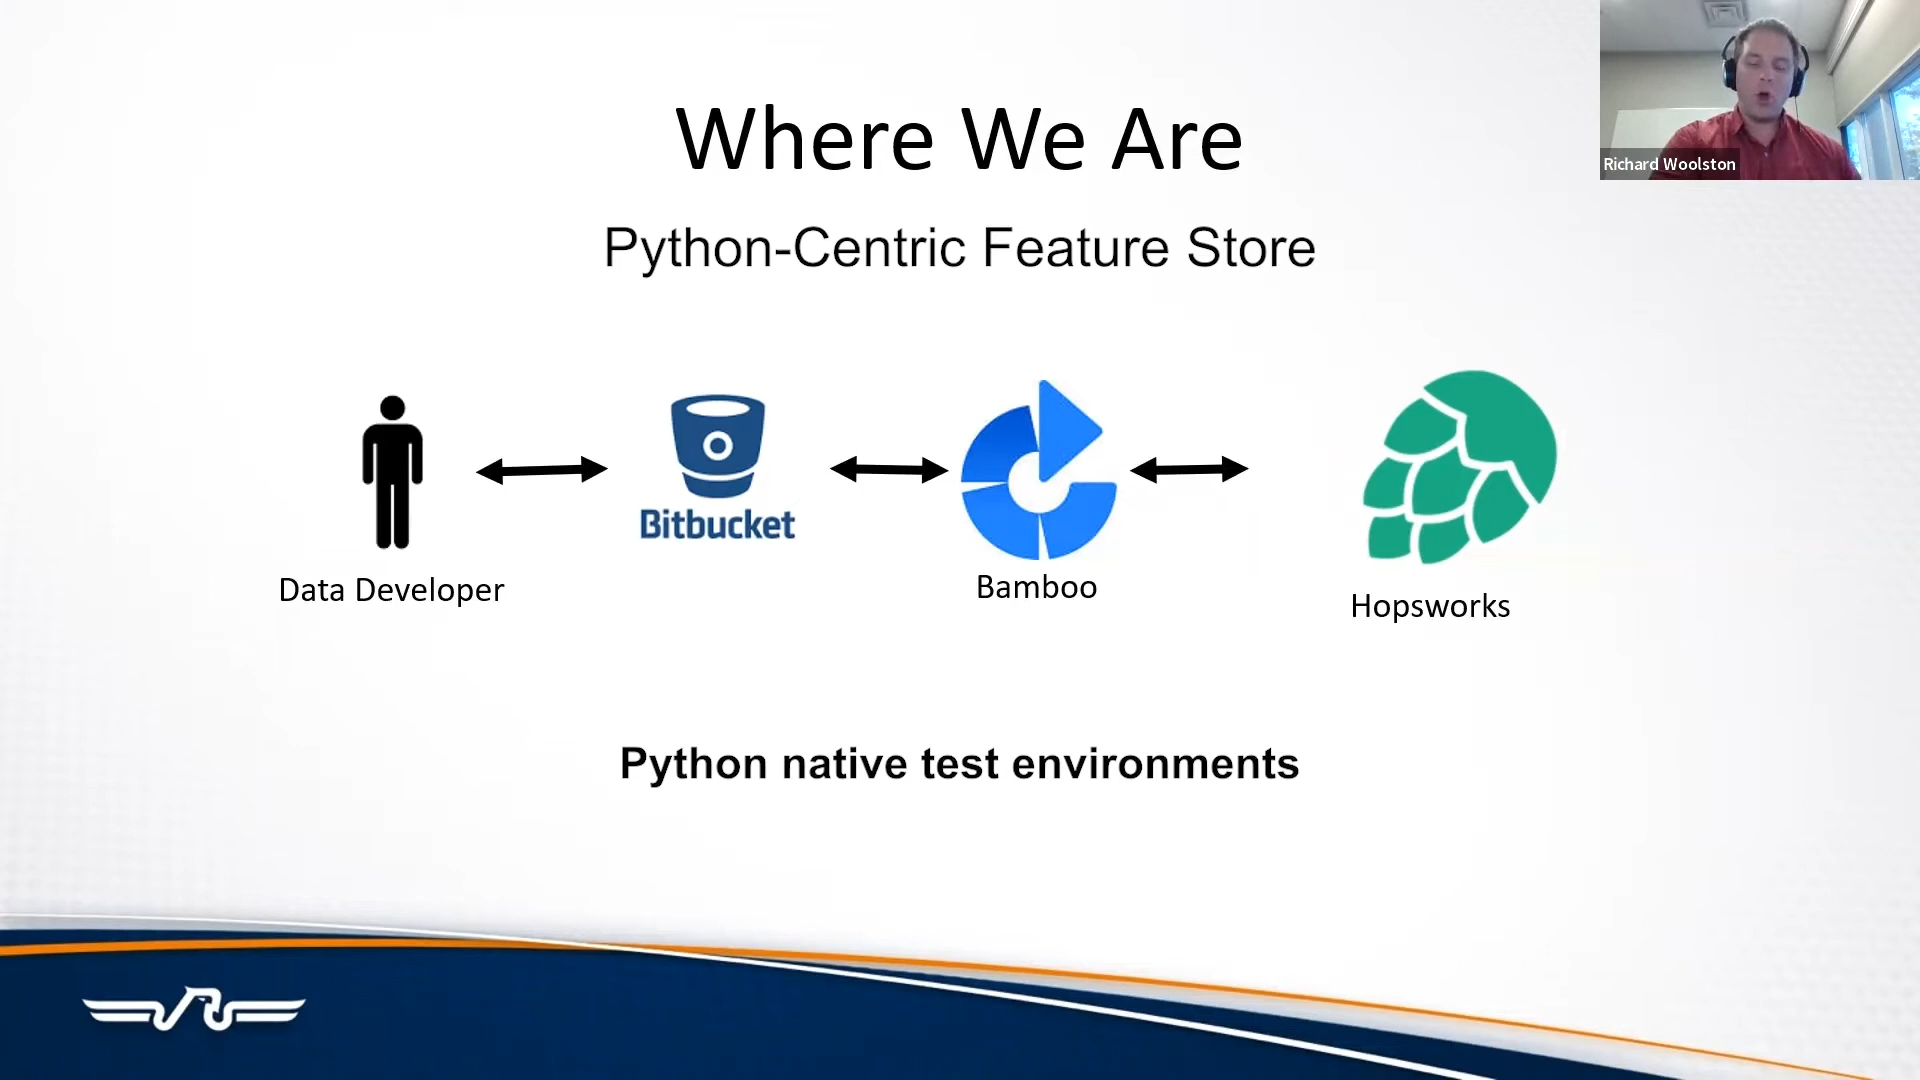 Where We Are
Richard Woolston
Python-Centric Feature Store
Bitbucket
Data Developer
Bamboo
Hopsworks
Python native test environments